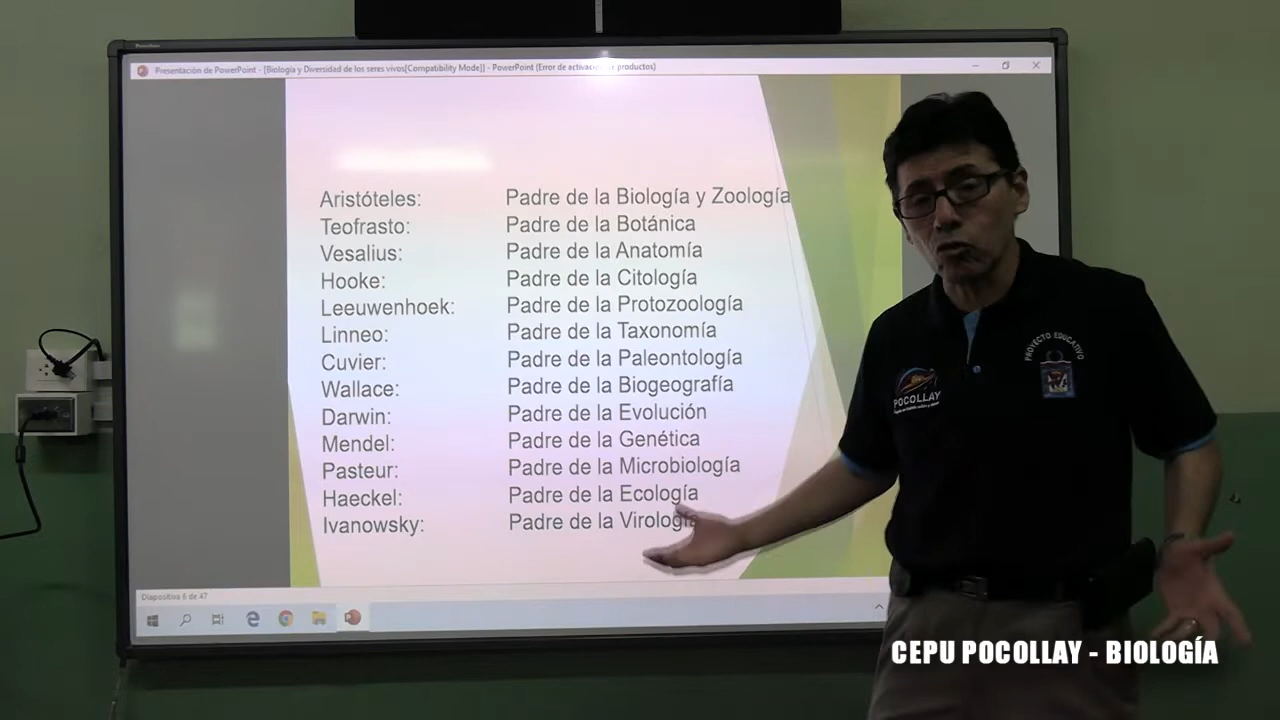 Presentación de PowerPoint - [Biología y Diversidad de los seres vivos[Compatibility Mode]] - PowerPoint (Error de activación productos)
Aristóteles: Padre de la Biología y Zoología
Teofrasto: Padre de la Botánica
Vesalius: Padre de la Anatomía
Hooke: Padre de la Citología
Leeuwenhoek: Padre de la Protozoología
Linneo: Padre de la Taxonomía
Cuvier: Padre de la Paleontología
Wallace: Padre de la Biogeografía
Darwin: Padre de la Evolución
Mendel: Padre de la Genética
Pasteur: Padre de la Microbiología
Haeckel: Padre de la Ecología
Ivanowsky: Padre de la Virología
Diapositiva 6 de 47
PROYECTO EDUCATIVO
POCOLLAY
CEPU POCOLLAY - BIOLOGÍA